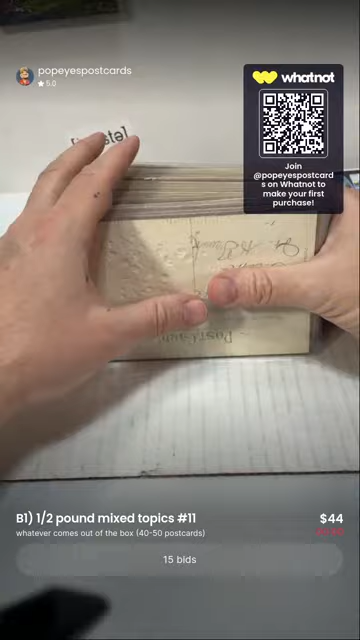 popeyespostcards
5.0
whatnot
Join
@popeyespostcard
s on Whatnot to
make your first
purchase!
B1) 1/2 pound mixed topics #11
$44
whatever comes out of the box (40-50 postcards)
15 bids